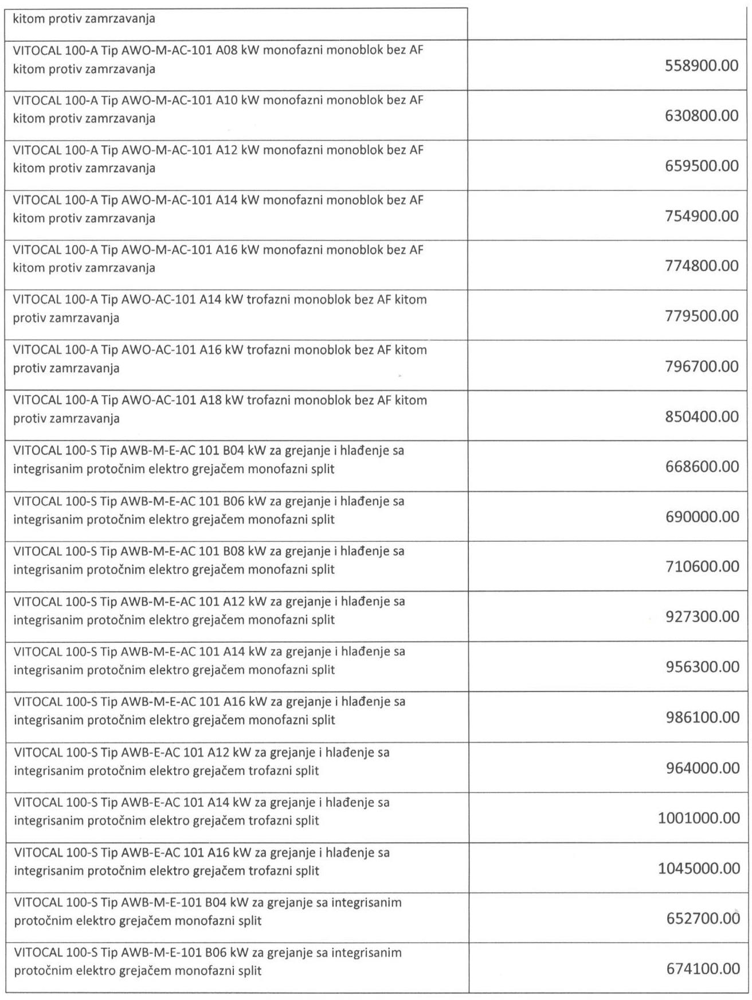 kitom protiv zamrzavanja
VITOCAL 100-A Tip AWO-M-AC-101 A08 kW monofazni monoblok bez AF
kitom protiv zamrzavanja
558900.00
VITOCAL 100-A Tip AWO-M-AC-101 A10 kW monofazni monoblok bez AF
kitom protiv zamrzavanja
630800.00
VITOCAL 100-A Tip AWO-M-AC-101 A12 kW monofazni monoblok bez AF
kitom protiv zamrzavanja
659500.00
VITOCAL 100-A Tip AWO-M-AC-101 A14 kW monofazni monoblok bez AF
kitom protiv zamrzavanja
754900.00
VITOCAL 100-A Tip AWO-M-AC-101 A16 kW monofazni monoblok bez AF
kitom protiv zamrzavanja
774800.00
VITOCAL 100-A Tip AWO-AC-101 A14 kW trofazni monoblok bez AF kitom
protiv zamrzavanja
779500.00
VITOCAL 100-A Tip AWO-AC-101 A16 kW trofazni monoblok bez AF kitom
protiv zamrzavanja
796700.00
VITOCAL 100-A Tip AWO-AC-101 A18 kW trofazni monoblok bez AF kitom
protiv zamrzavanja
850400.00
VITOCAL 100-S Tip AWB-M-E-AC 101 B04 kW za grejanje i hlađenje sa
integrisanim protočnim elektro grejačem monofazni split
668600.00
VITOCAL 100-S Tip AWB-M-E-AC 101 B06 kW za grejanje i hlađenje sa
integrisanim protočnim elektro grejačem monofazni split
690000.00
VITOCAL 100-S Tip AWB-M-E-AC 101 B08 kW za grejanje i hlađenje sa
integrisanim protočnim elektro grejačem monofazni split
710600.00
VITOCAL 100-S Tip AWB-M-E-AC 101 A12 kW za grejanje i hlađenje sa
integrisanim protočnim elektro grejačem monofazni split
927300.00
VITOCAL 100-S Tip AWB-M-E-AC 101 A14 kW za grejanje i hlađenje sa
integrisanim protočnim elektro grejačem monofazni split
956300.00
VITOCAL 100-S Tip AWB-M-E-AC 101 A16 kW za grejanje i hlađenje sa
integrisanim protočnim elektro grejačem monofazni split
986100.00
VITOCAL 100-S Tip AWB-E-AC 101 A12 kW za grejanje i hlađenje sa
integrisanim protočnim elektro grejačem trofazni split
964000.00
VITOCAL 100-S Tip AWB-E-AC 101 A14 kW za grejanje i hlađenje sa
integrisanim protočnim elektro grejačem trofazni split
1001000.00
VITOCAL 100-S Tip AWB-E-AC 101 A16 kW za grejanje i hlađenje sa
integrisanim protočnim elektro grejačem trofazni split
1045000.00
VITOCAL 100-S Tip AWB-M-E-101 B04 kW za grejanje sa integrisanim
protočnim elektro grejačem monofazni split
652700.00
VITOCAL 100-S Tip AWB-M-E-101 B06 kW za grejanje sa integrisanim
protočnim elektro grejačem monofazni split
674100.00